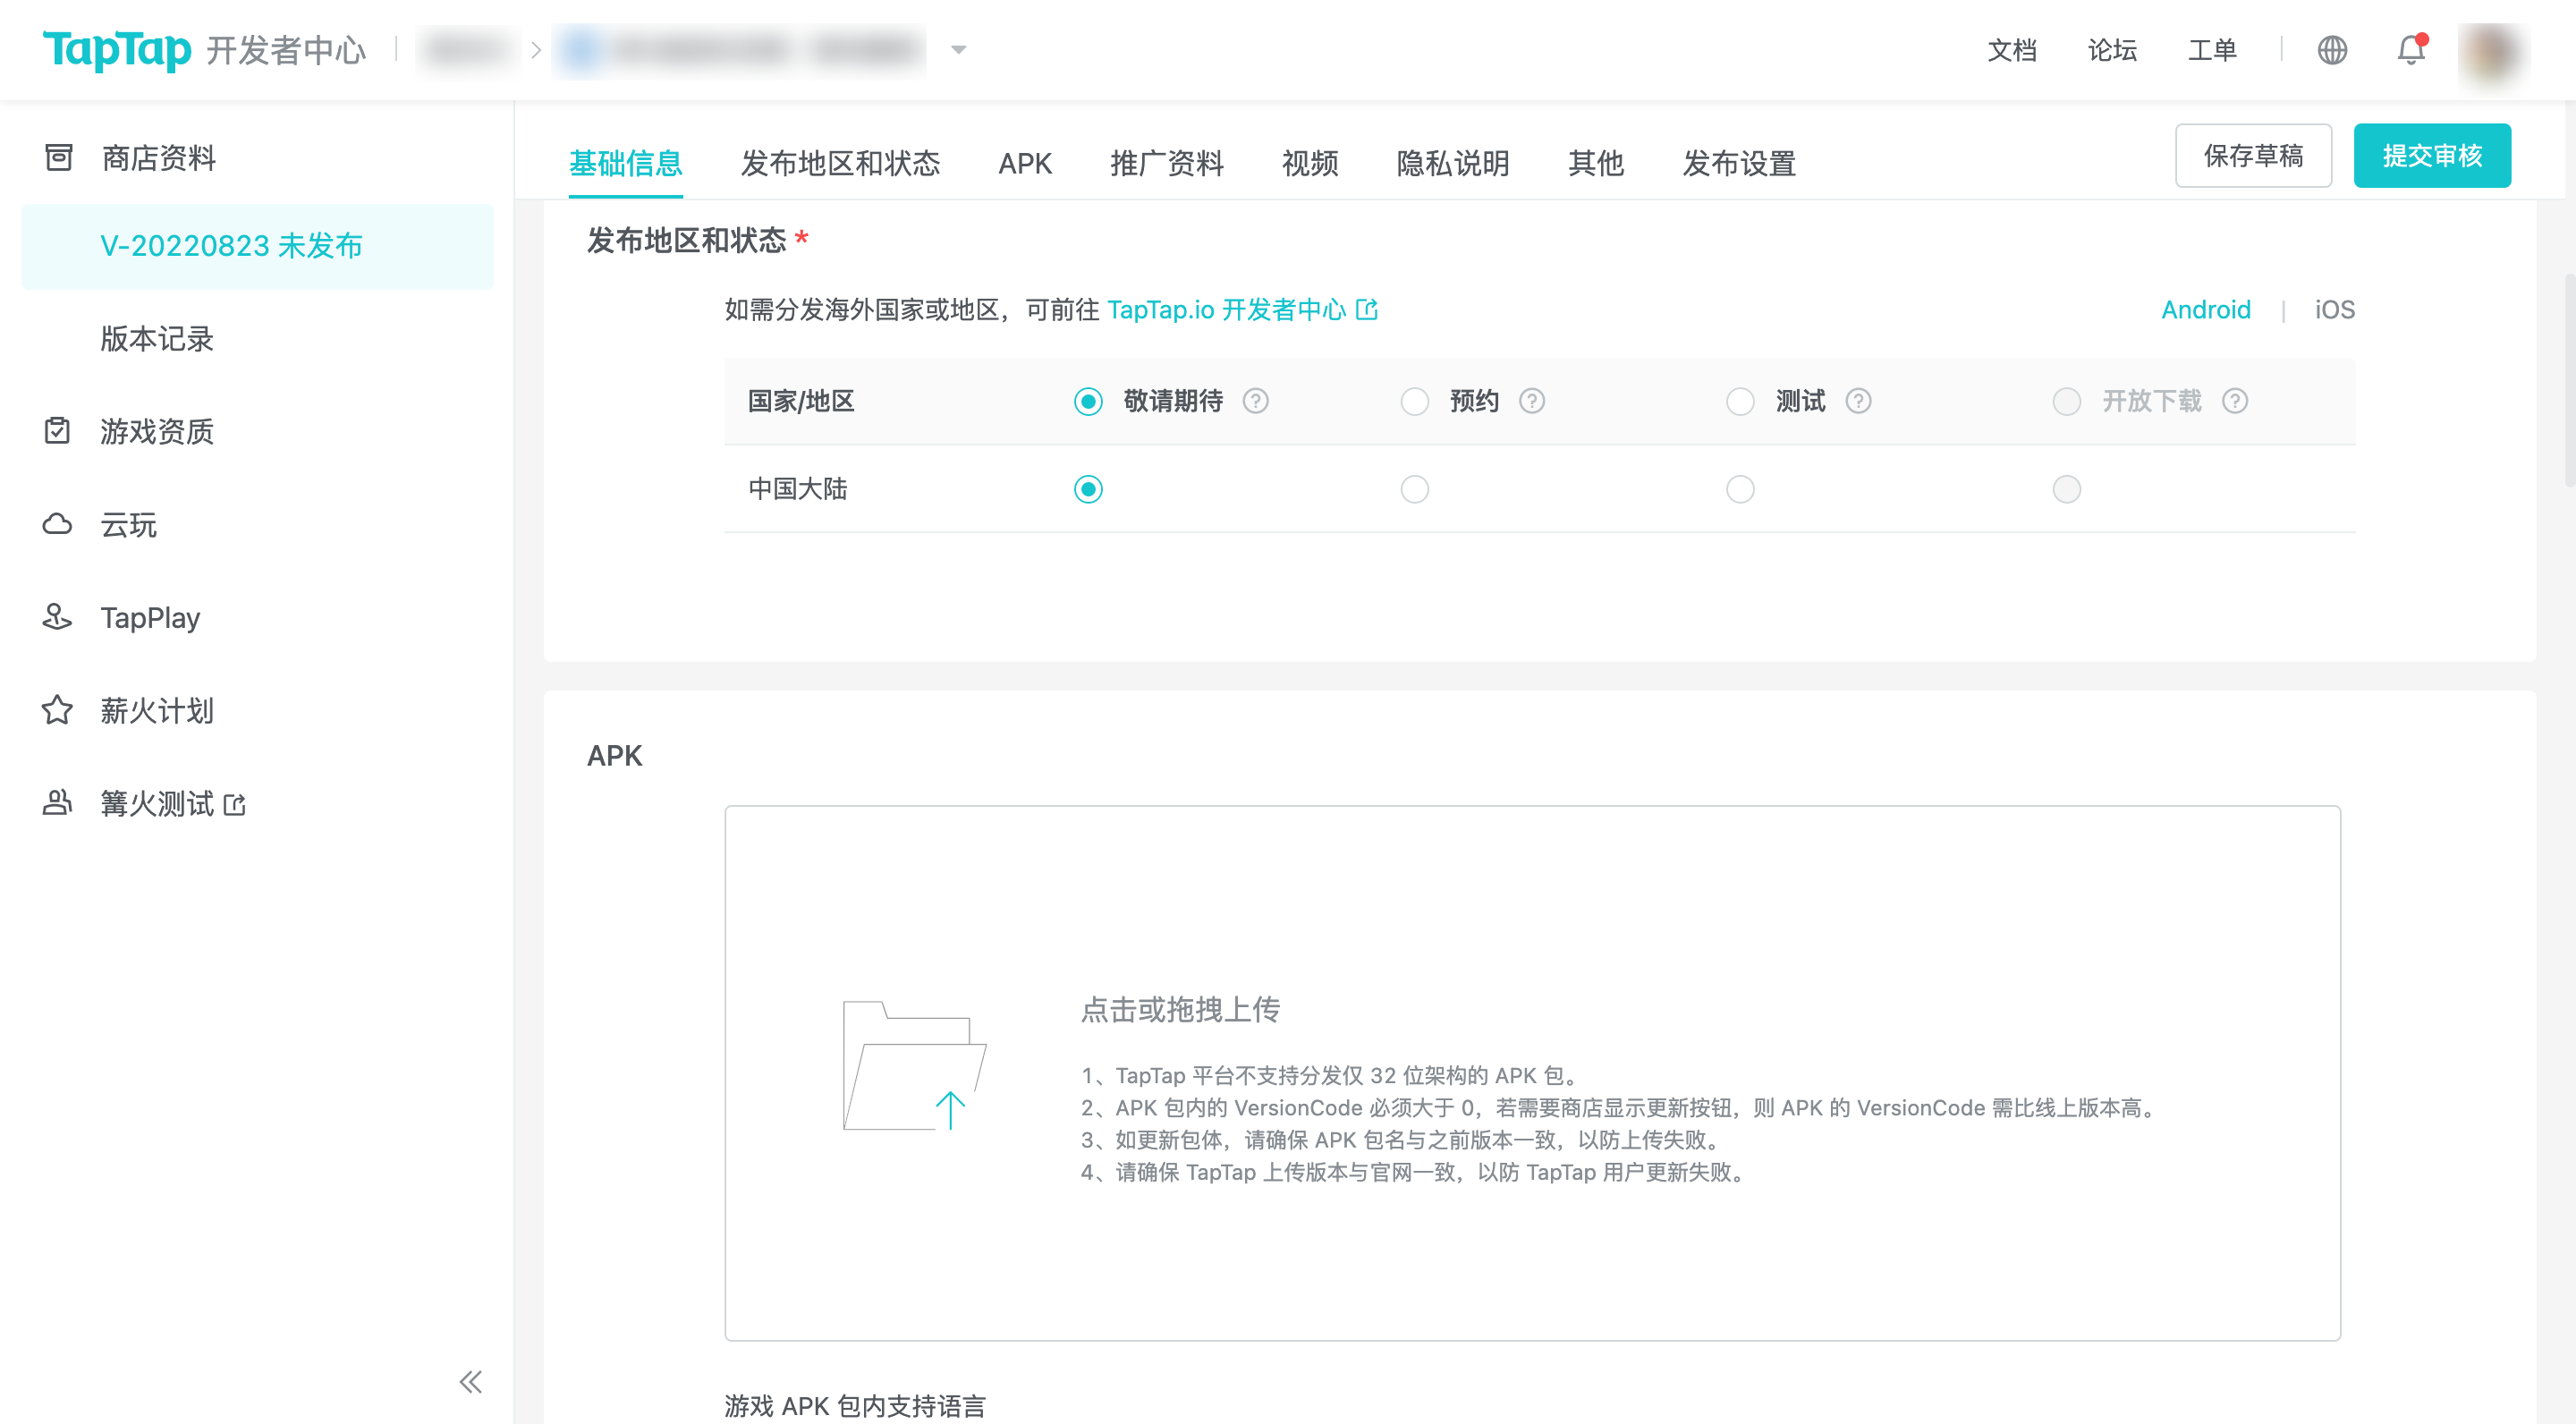 TapTap 开发者中心
文档 论坛 工单
商店资料
V-20220823 未发布
版本记录
游戏资质
云玩
TapPlay
薪火计划
篝火测试
基础信息 发布地区和状态 APK 推广资料 视频 隐私说明 其他 发布设置
保存草稿 提交审核
发布地区和状态 *
如需分发海外国家或地区，可前往 TapTap.io 开发者中心
Android | iOS
国家/地区 敬请期待 ? 预约 ? 测试 ? 开放下载 ?
中国大陆
APK
点击或拖拽上传
1、TapTap 平台不支持分发仅 32 位架构的 APK 包。
2、APK 包内的 VersionCode 必须大于 0，若需要商店显示更新按钮，则 APK 的 VersionCode 需比线上版本高。
3、如更新包体，请确保 APK 包名与之前版本一致，以防上传失败。
4、请确保 TapTap 上传版本与官网一致，以防 TapTap 用户更新失败。
游戏 APK 包内支持语言